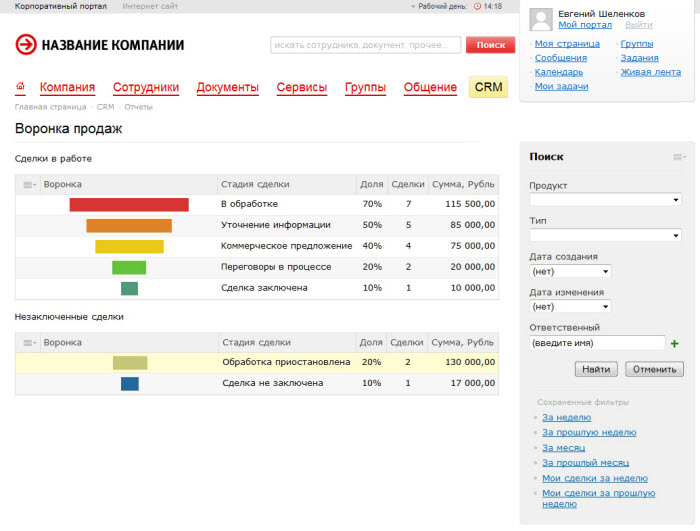 Корпоративный портал Интернет сайт
Рабочий день: 14:18
НАЗВАНИЕ КОМПАНИИ
искать сотрудника, документ, прочее...
Поиск
Евгений Шеленков
Мой портал Выйти
Моя страница Группы
Сообщения Задания
Календарь Живая лента
Мои задачи
Компания Сотрудники Документы Сервисы Группы Общение CRM
Главная страница CRM Отчеты
Воронка продаж
Сделки в работе
Воронка Стадия сделки Доля Сделки Сумма, Рубль
В обработке 70% 7 115 500,00
Уточнение информации 50% 5 85 000,00
Коммерческое предложение 40% 4 75 000,00
Переговоры в процессе 20% 2 20 000,00
Сделка заключена 10% 1 10 000,00
Незаключенные сделки
Воронка Стадия сделки Доля Сделки Сумма, Рубль
Обработка приостановлена 20% 2 130 000,00
Сделка не заключена 10% 1 17 000,00
Поиск
Продукт
Тип
Дата создания
(нет)
Дата изменения
(нет)
Ответственный
(введите имя)
Найти Отменить
Сохраненные фильтры
За неделю
За прошлую неделю
За месяц
За прошлый месяц
Мои сделки за неделю
Мои сделки за прошлую
неделю